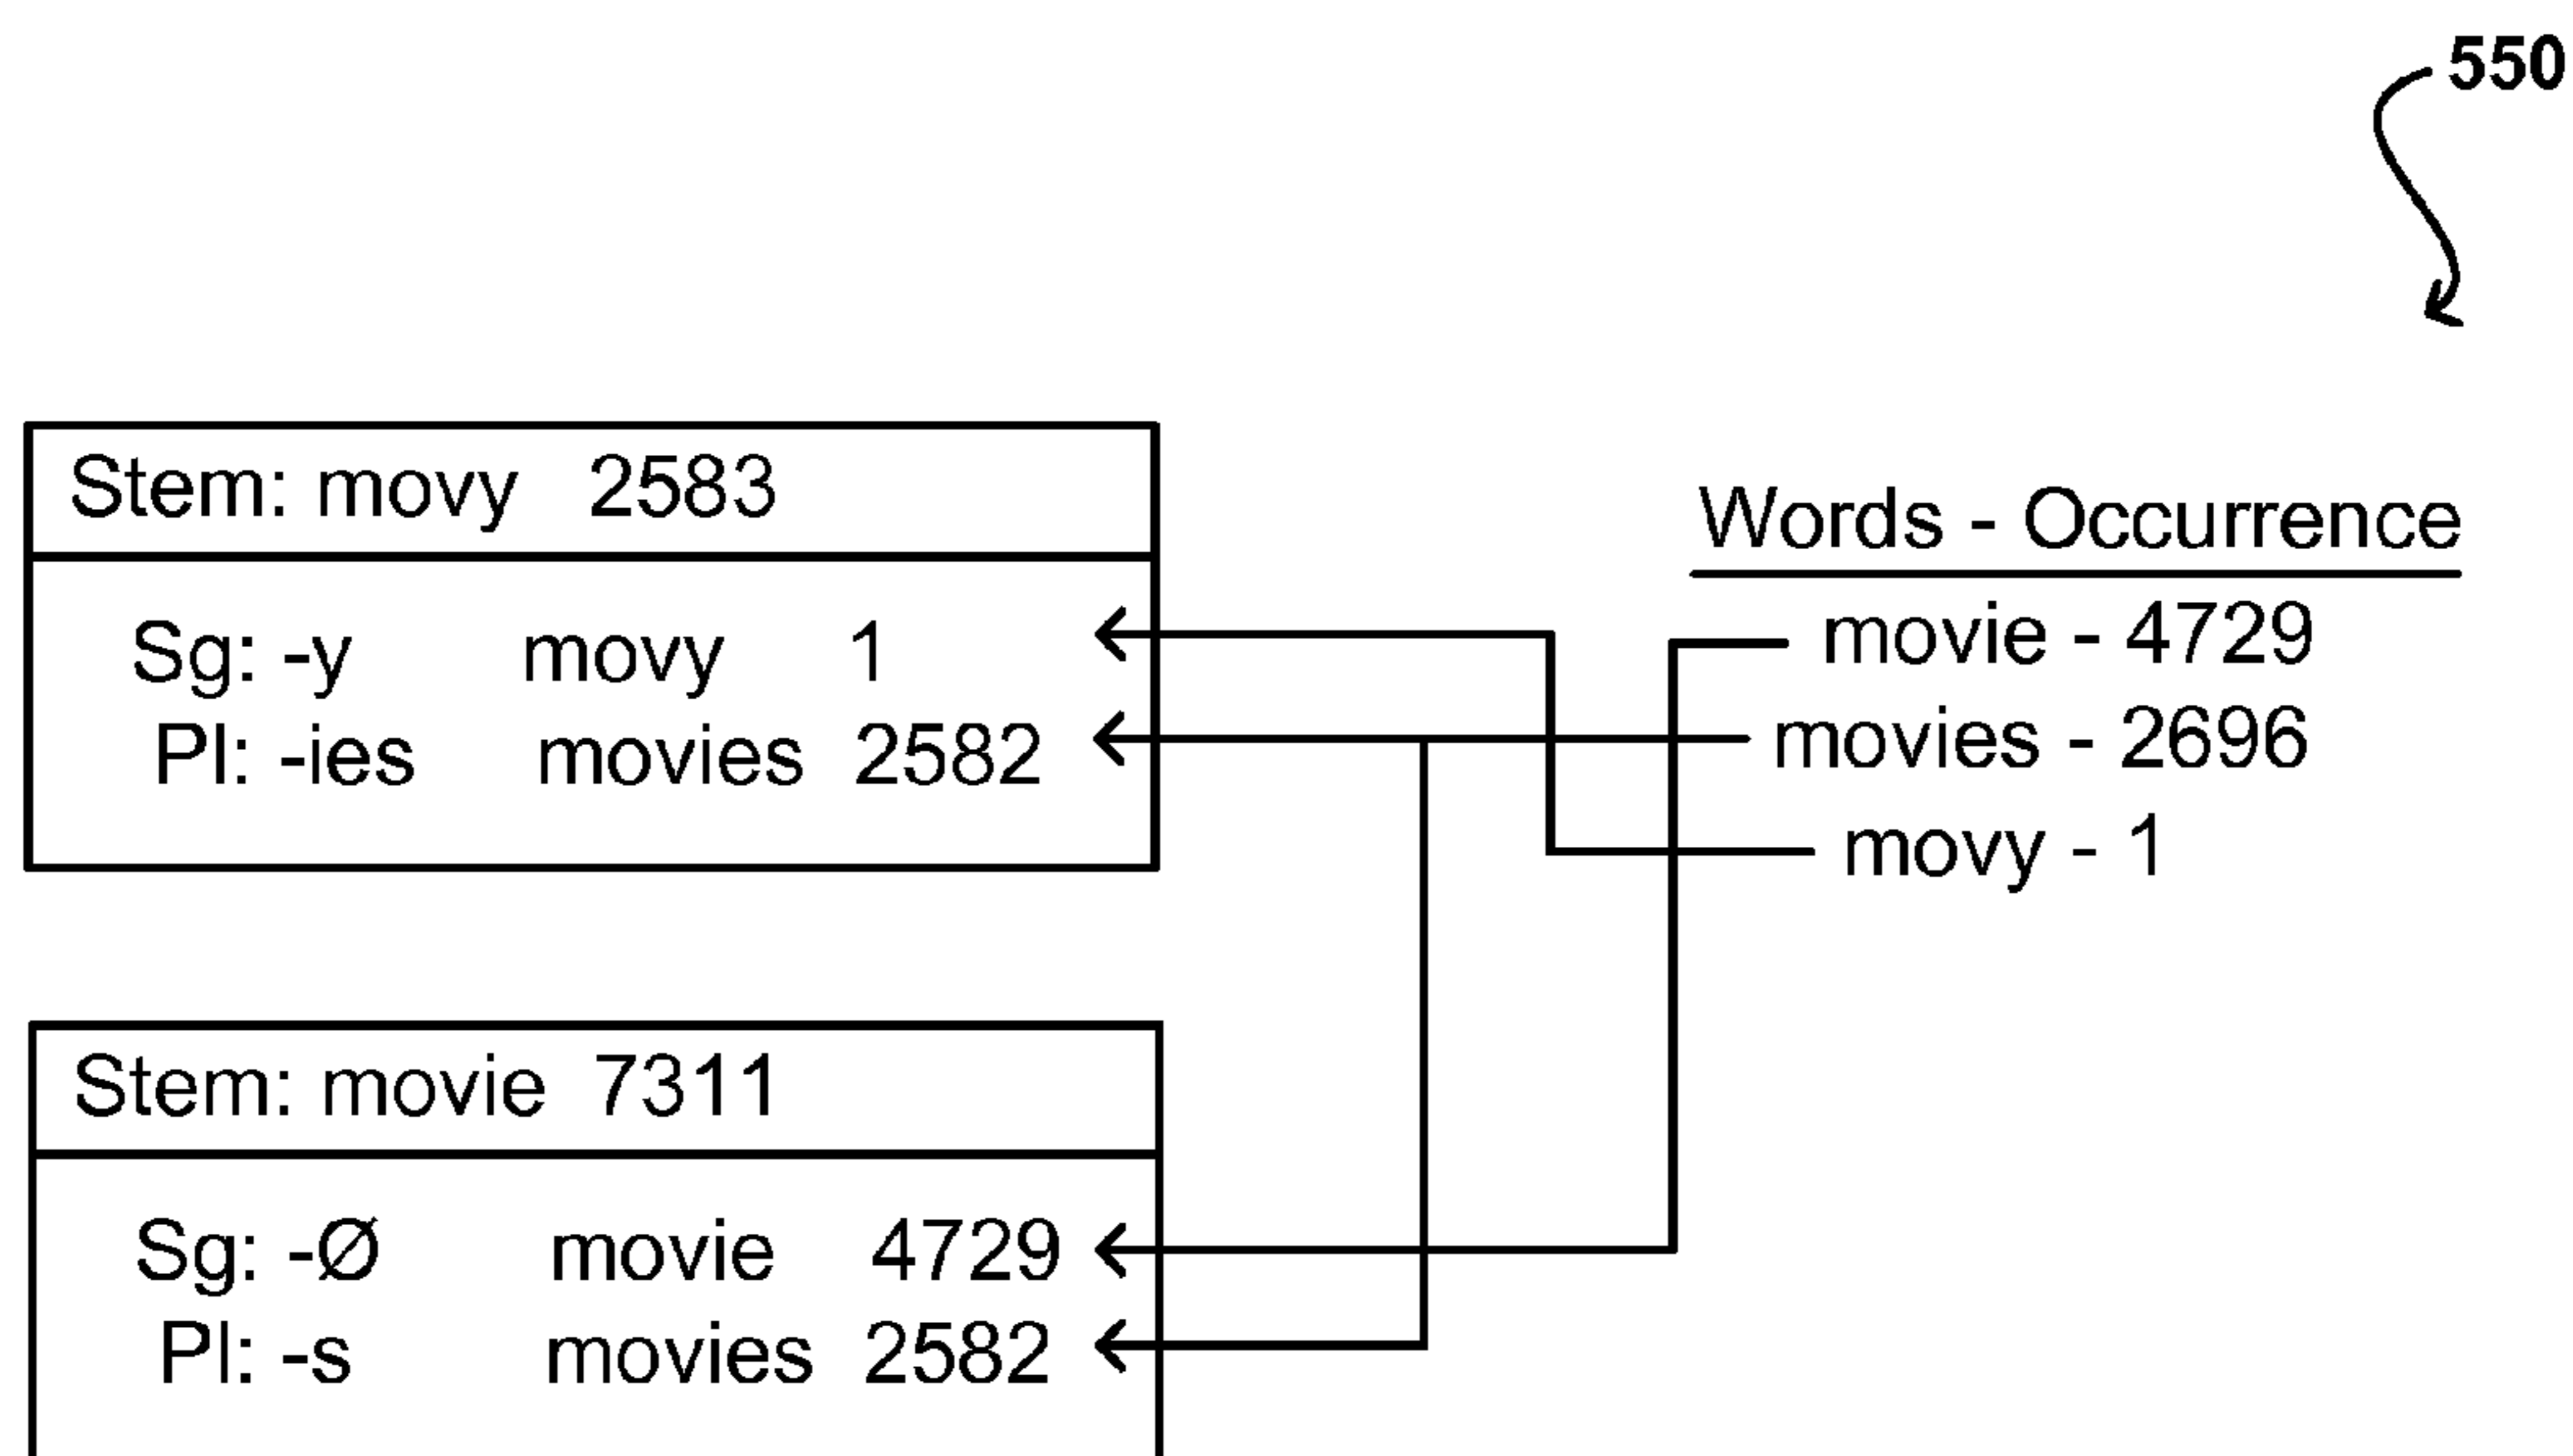 550
Stem: movy 2583
Sg: -y movy 1
Pl: -ies movies 2582
Words - Occurrence
movie - 4729
movies - 2696
movy - 1
Stem: movie 7311
Sg: -Ø movie 4729
Pl: -s movies 2582